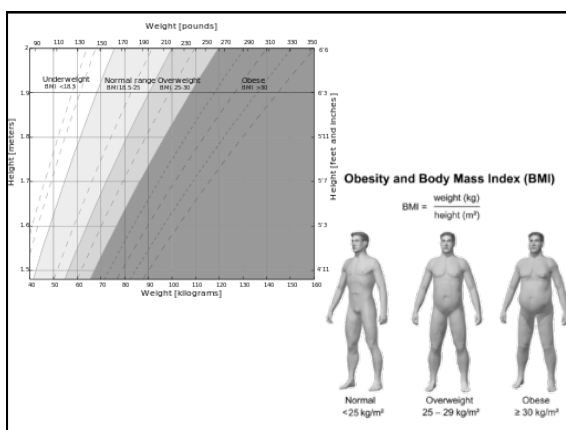 Weight [pounds]
90 110 130 150 170 190 210 230 250 270 290 310 330 350
2 6'6
Underweight Normal range Overweight Obese
BMI <18.5 BMI 18.5-25 BMI 25-30 BMI >30
1.9 6'3
1.8 5'11
1.7 5'7
1.6 5'3
1.5 4'11
Height [meters]
Height [feet and inches]
40 50 60 70 80 90 100 110 120 130 140 150 160
Weight [kilograms]
Obesity and Body Mass Index (BMI)
BMI = weight (kg)
height (m²)
Normal Overweight Obese
<25 kg/m² 25 – 29 kg/m² ≥ 30 kg/m²